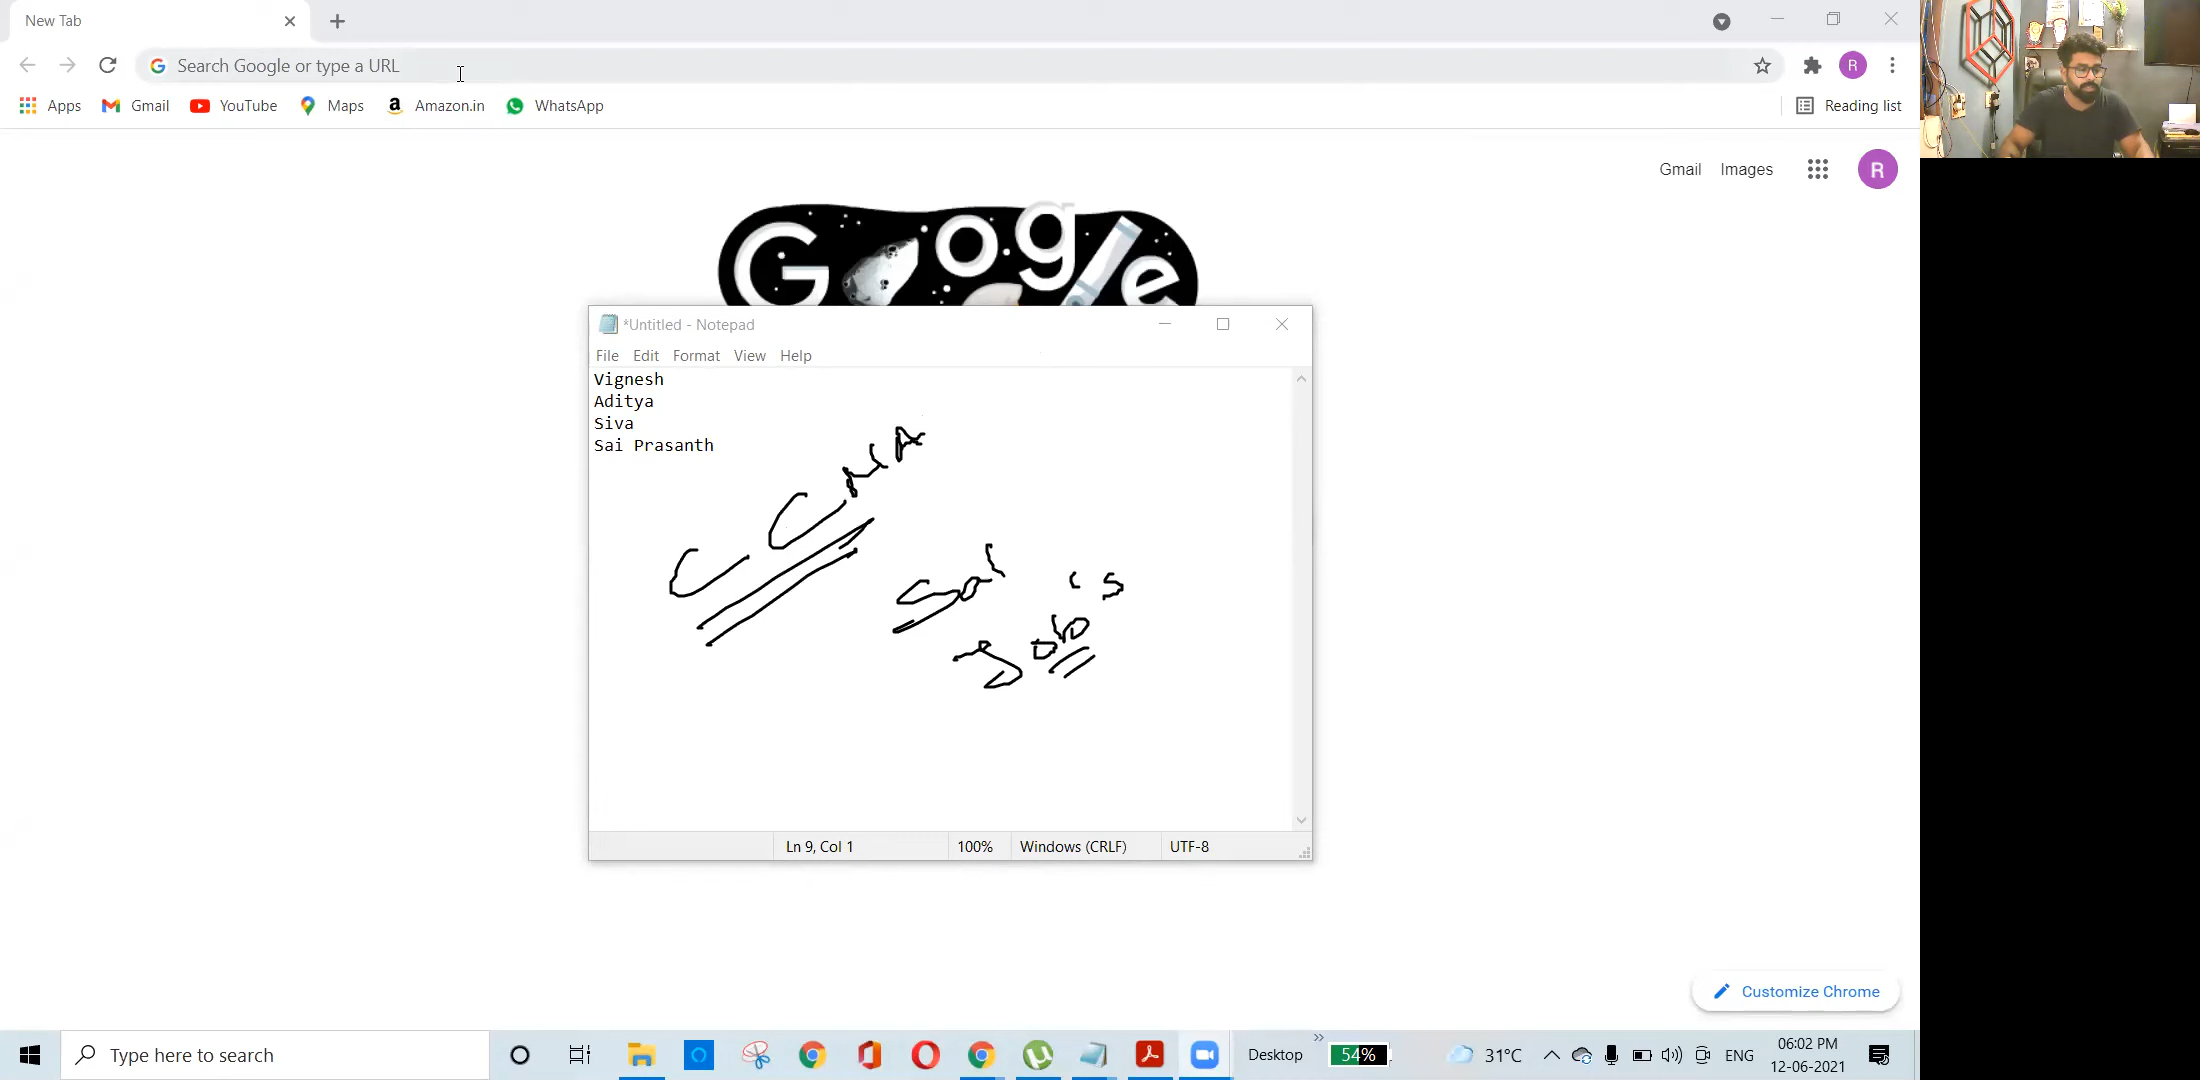 New Tab
Search Google or type a URL
Apps Gmail YouTube Maps Amazon.in WhatsApp Reading list
R
Gmail Images R
Google
*Untitled - Notepad
File Edit Format View Help
Vignesh
Aditya
Siva
Sai Prasanth
CCNA
Ln 9, Col 1 100% Windows (CRLF) UTF-8
Customize Chrome
Type here to search Desktop 54% 31°C ENG 06:02 PM
12-06-2021